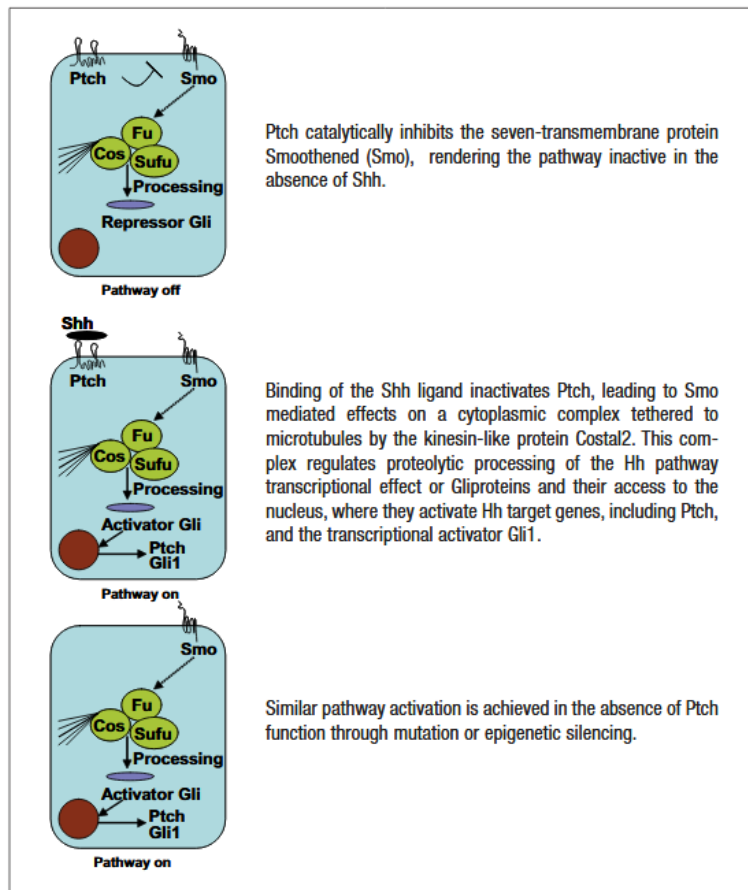 Ptch
Smo
Fu
Cos
Sufu
Processing
Repressor Gli
Pathway off
Ptch catalytically inhibits the seven-transmembrane protein
Smoothened (Smo), rendering the pathway inactive in the
absence of Shh.
Shh
Ptch
Smo
Fu
Cos
Sufu
Processing
Activator Gli
Ptch
Gli1
Pathway on
Binding of the Shh ligand inactivates Ptch, leading to Smo
mediated effects on a cytoplasmic complex tethered to
microtubules by the kinesin-like protein Costal2. This com-
plex regulates proteolytic processing of the Hh pathway
transcriptional effect or Gliproteins and their access to the
nucleus, where they activate Hh target genes, including Ptch,
and the transcriptional activator Gli1.
Smo
Fu
Cos
Sufu
Processing
Activator Gli
Ptch
Gli1
Pathway on
Similar pathway activation is achieved in the absence of Ptch
function through mutation or epigenetic silencing.